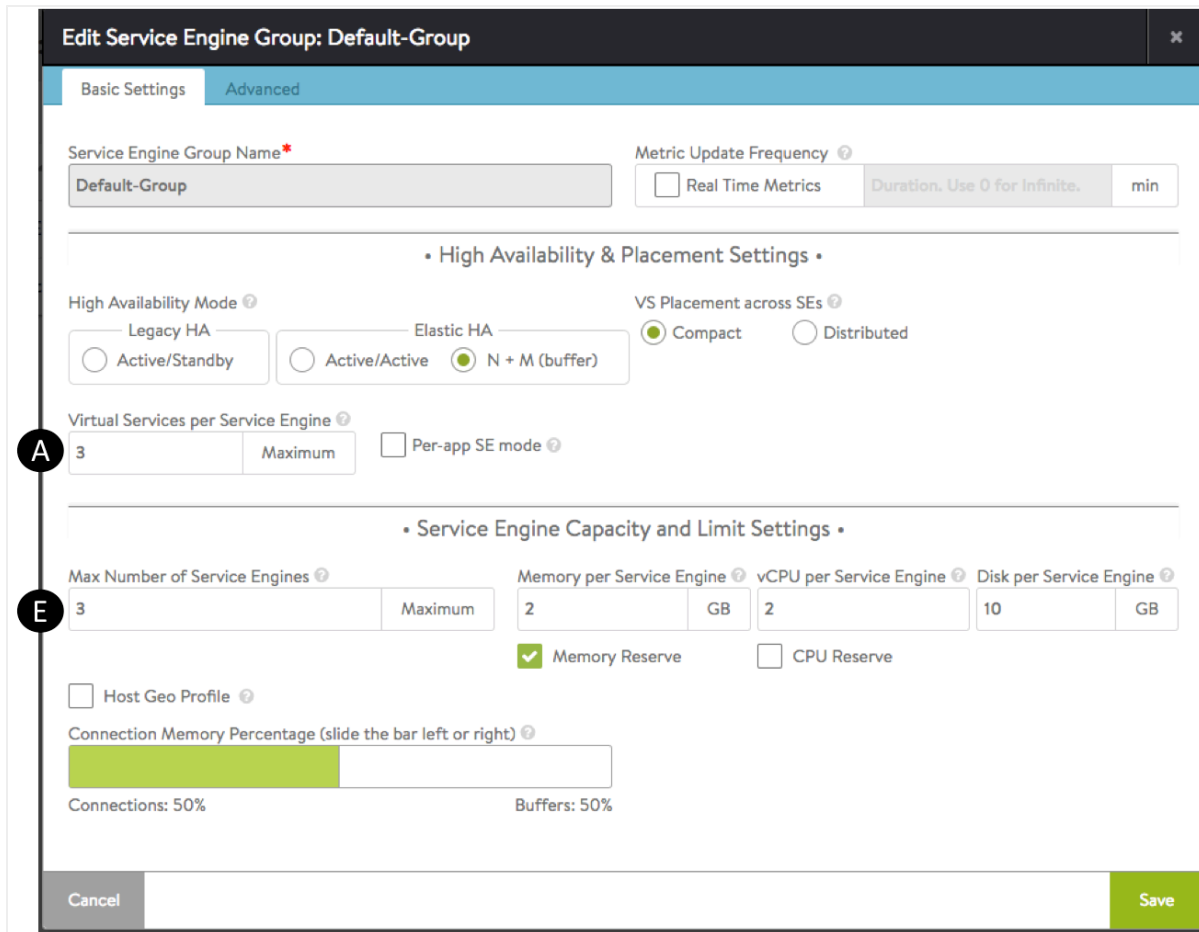 Edit Service Engine Group: Default-Group ×
Basic Settings Advanced
Service Engine Group Name* Metric Update Frequency ?
Default-Group Real Time Metrics Duration. Use 0 for Infinite. min
• High Availability & Placement Settings •
High Availability Mode ? VS Placement across SEs ?
Legacy HA Elastic HA Compact Distributed
Active/Standby Active/Active N + M (buffer)
Virtual Services per Service Engine ?
A 3 Maximum Per-app SE mode ?
• Service Engine Capacity and Limit Settings •
Max Number of Service Engines ? Memory per Service Engine ? vCPU per Service Engine ? Disk per Service Engine ?
E 3 Maximum 2 GB 2 10 GB
Memory Reserve CPU Reserve
Host Geo Profile ?
Connection Memory Percentage (slide the bar left or right) ?
Connections: 50% Buffers: 50%
Cancel Save